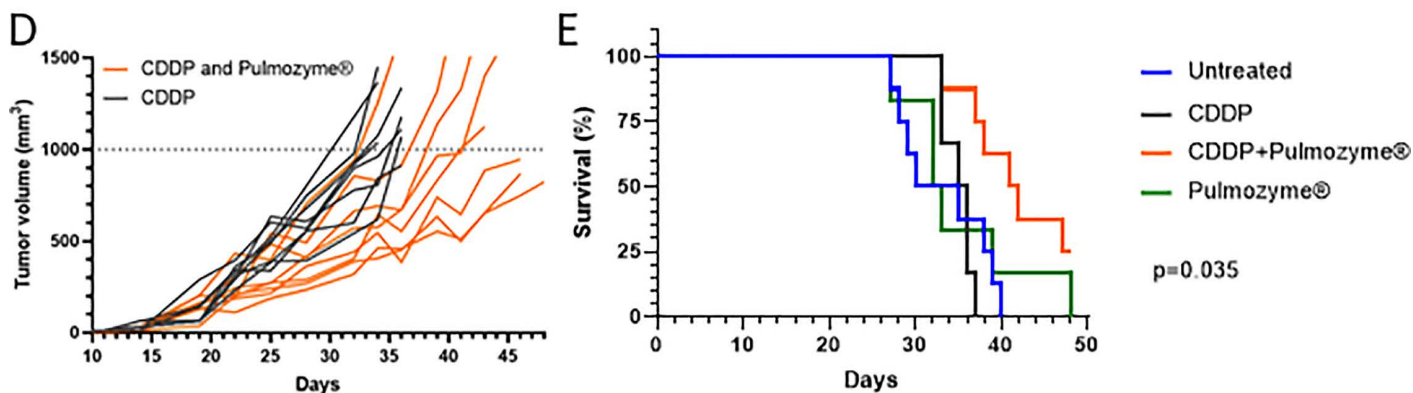 D
1500
1000
500
0
Tumor volume (mm³)
CDDP and Pulmozyme®
CDDP
10 15 20 25 30 35 40 45
Days
E
100
75
50
25
0
Survival (%)
0 10 20 30 40 50
Days
Untreated
CDDP
CDDP+Pulmozyme®
Pulmozyme®
p=0.035